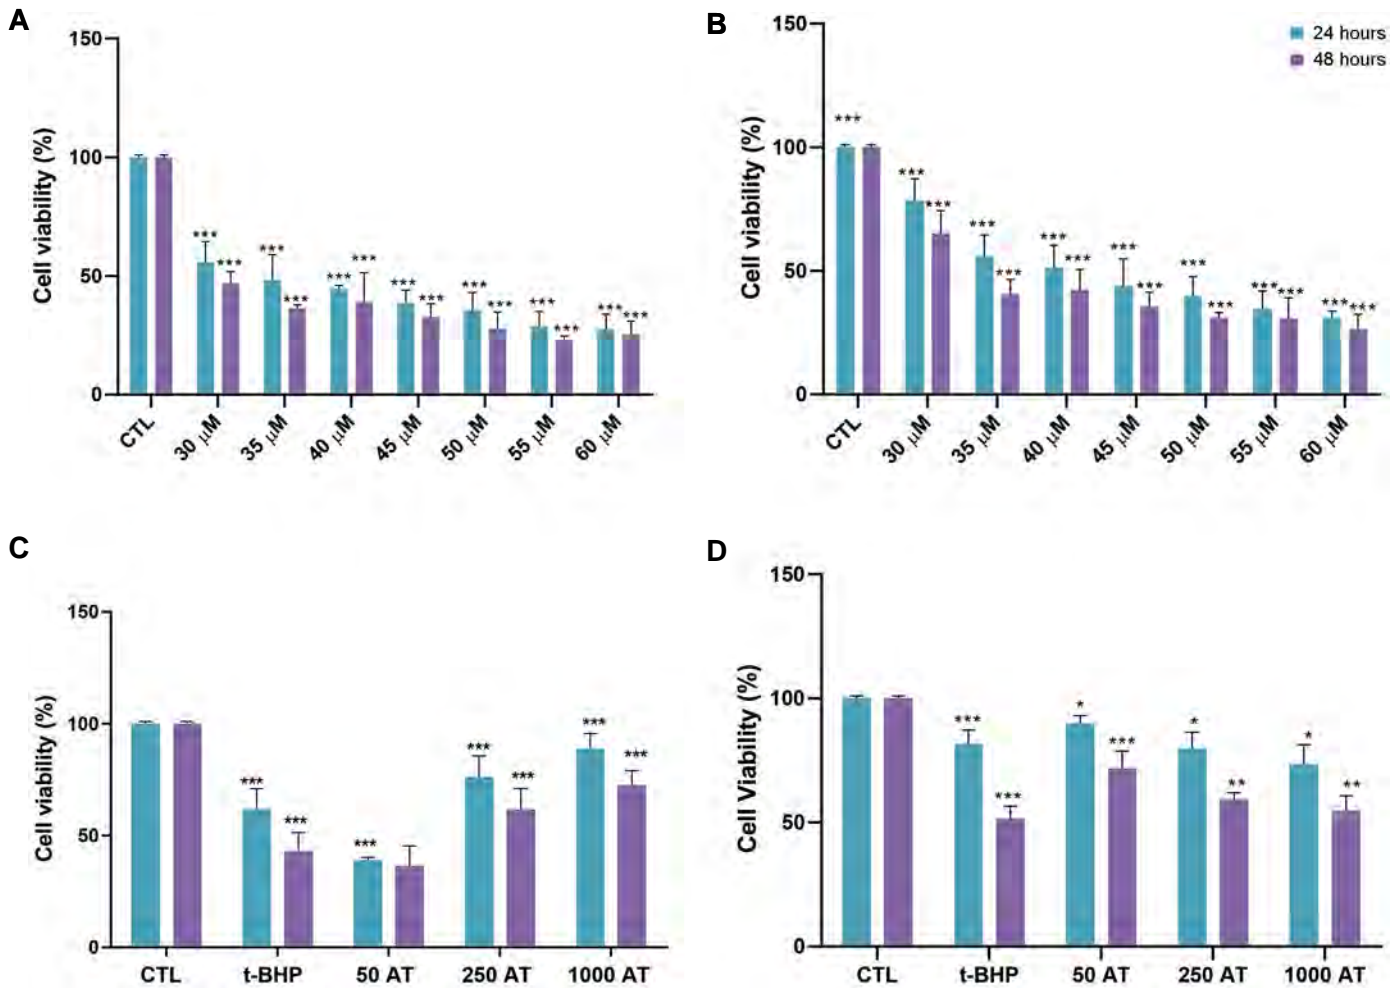 A
150
100
50
0
Cell viability (%)
*** *** *** *** *** *** *** *** *** *** *** *** *** ***
CTL 30 µM 35 µM 40 µM 45 µM 50 µM 55 µM 60 µM
B
24 hours
48 hours
150
100
50
0
Cell viability (%)
*** *** *** *** *** *** *** *** *** *** *** *** *** *** ***
CTL 30 µM 35 µM 40 µM 45 µM 50 µM 55 µM 60 µM
C
150
100
50
0
Cell viability (%)
*** *** *** *** *** *** ***
CTL t-BHP 50 AT 250 AT 1000 AT
D
150
100
50
0
Cell Viability (%)
*** *** * *** * ** * **
CTL t-BHP 50 AT 250 AT 1000 AT